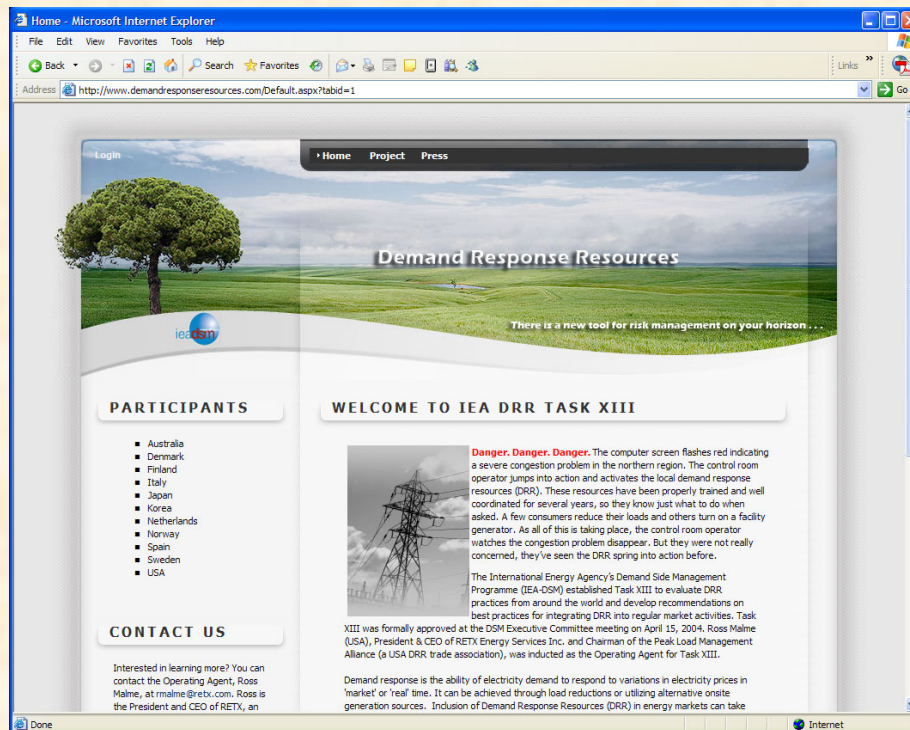 Home - Microsoft Internet Explorer
File Edit View Favorites Tools Help
Back Search Favorites Links
Address http://www.demandresponseresources.com/Default.aspx?tabid=1 Go
Login
Home Project Press
Demand Response Resources
ieadsm
There is a new tool for risk management on your horizon . . .
PARTICIPANTS
Australia
Denmark
Finland
Italy
Japan
Korea
Netherlands
Norway
Spain
Sweden
USA
CONTACT US
Interested in learning more? You can
contact the Operating Agent, Ross
Malme, at rmalme@retx.com. Ross is
the President and CEO of RETX, an
WELCOME TO IEA DRR TASK XIII
Danger. Danger. Danger. The computer screen flashes red indicating
a severe congestion problem in the northern region. The control room
operator jumps into action and activates the local demand response
resources (DRR). These resources have been properly trained and well
coordinated for several years, so they know just what to do when
asked. A few consumers reduce their loads and others turn on a facility
generator. As all of this is taking place, the control room operator
watches the congestion problem disappear. But they were not really
concerned, they've seen the DRR spring into action before.
The International Energy Agency's Demand Side Management
Programme (IEA-DSM) established Task XIII to evaluate DRR
practices from around the world and develop recommendations on
best practices for integrating DRR into regular market activities. Task
XIII was formally approved at the DSM Executive Committee meeting on April 15, 2004. Ross Malme
(USA), President & CEO of RETX Energy Services Inc. and Chairman of the Peak Load Management
Alliance (a USA DRR trade association), was inducted as the Operating Agent for Task XIII.
Demand response is the ability of electricity demand to respond to variations in electricity prices in
'market' or 'real' time. It can be achieved through load reductions or utilizing alternative onsite
generation sources. Inclusion of Demand Response Resources (DRR) in energy markets can take
Done Internet